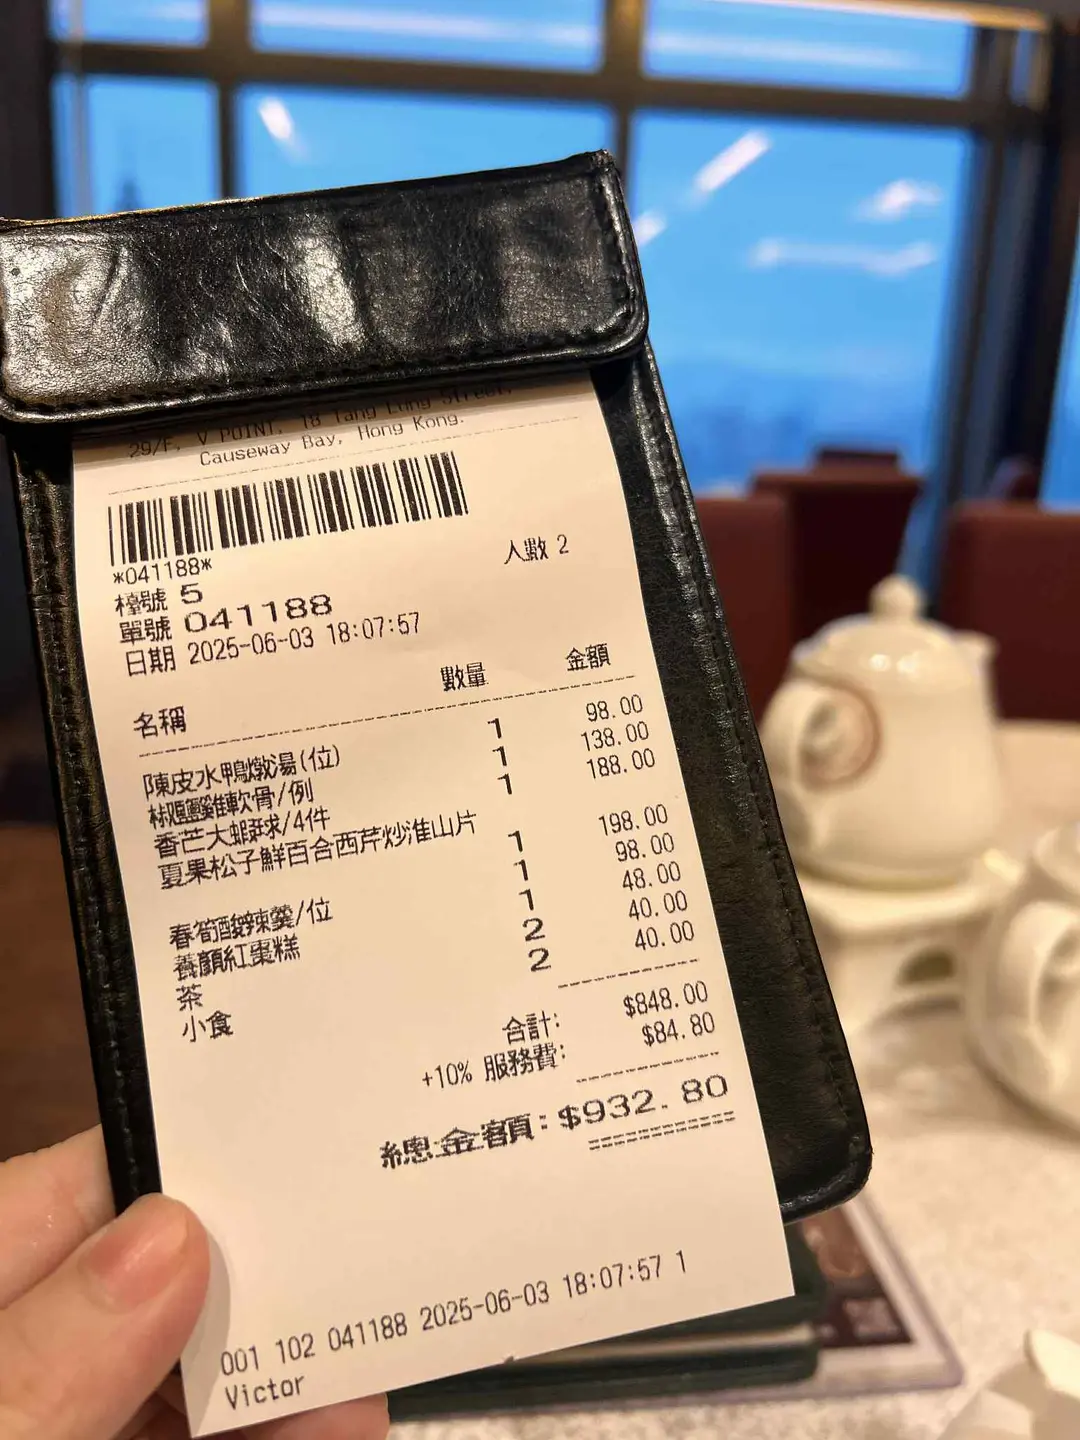 29/F, V POINT, 18 Tang Lung Street,
Causeway Bay, Hong Kong.
*041188*
檯號 5
人數 2
單號 041188
日期 2025-06-03 18:07:57
名稱 數量 金額
陳皮水鴨燉湯(位) 1 98.00
椒鹽雞軟骨/例 1 138.00
香芒大蝦球/4件 1 188.00
夏果松子鮮百合西芹炒淮山片
1 198.00
春筍酸辣羹/位 1 98.00
養顏紅棗糕 1 48.00
茶 2 40.00
小食 2 40.00
合計: $848.00
+10% 服務費: $84.80
總金額: $932.80
001 102 041188 2025-06-03 18:07:57 1
Victor